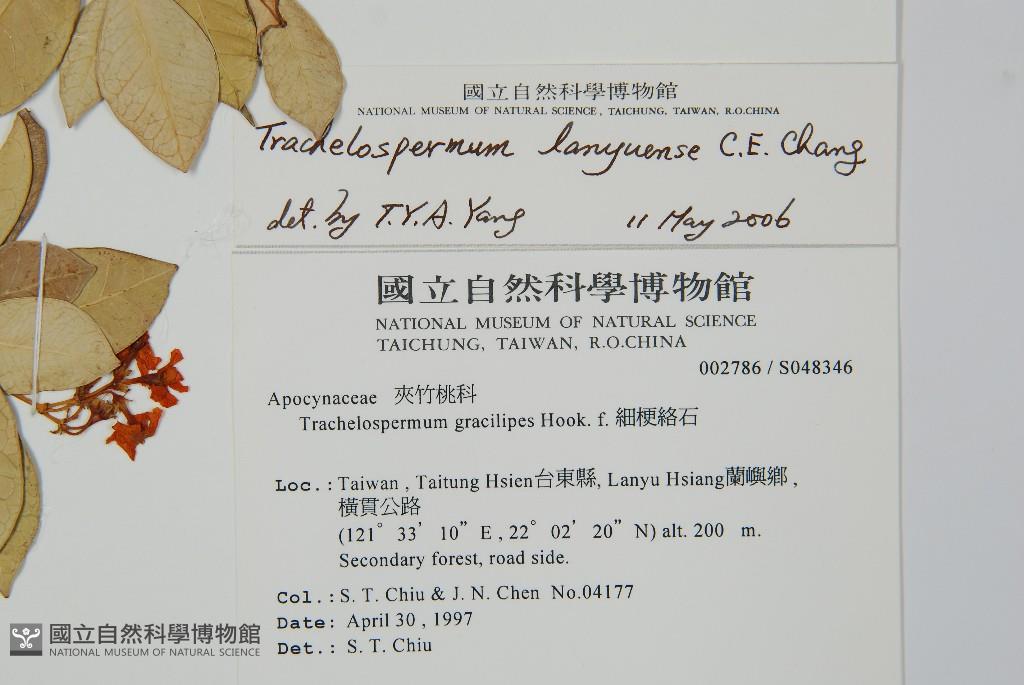 國立自然科學博物館
NATIONAL MUSEUM OF NATURAL SCIENCE, TAICHUNG, TAIWAN, R.O.CHINA
Trachelospermum lanyuense C.E. Chang
det. by T.Y.A. Yang 11 May 2006
國立自然科學博物館
NATIONAL MUSEUM OF NATURAL SCIENCE
TAICHUNG, TAIWAN, R.O.CHINA
002786 / S048346
Apocynaceae 夾竹桃科
Trachelospermum gracilipes Hook. f. 細梗絡石
Loc.: Taiwan , Taitung Hsien台東縣, Lanyu Hsiang蘭嶼鄉 ,
橫貫公路
(121° 33’ 10” E , 22° 02’ 20” N) alt. 200 m.
Secondary forest, road side.
Col.: S. T. Chiu & J. N. Chen No.04177
Date: April 30 , 1997
Det.: S. T. Chiu
國立自然科學博物館
NATIONAL MUSEUM OF NATURAL SCIENCE